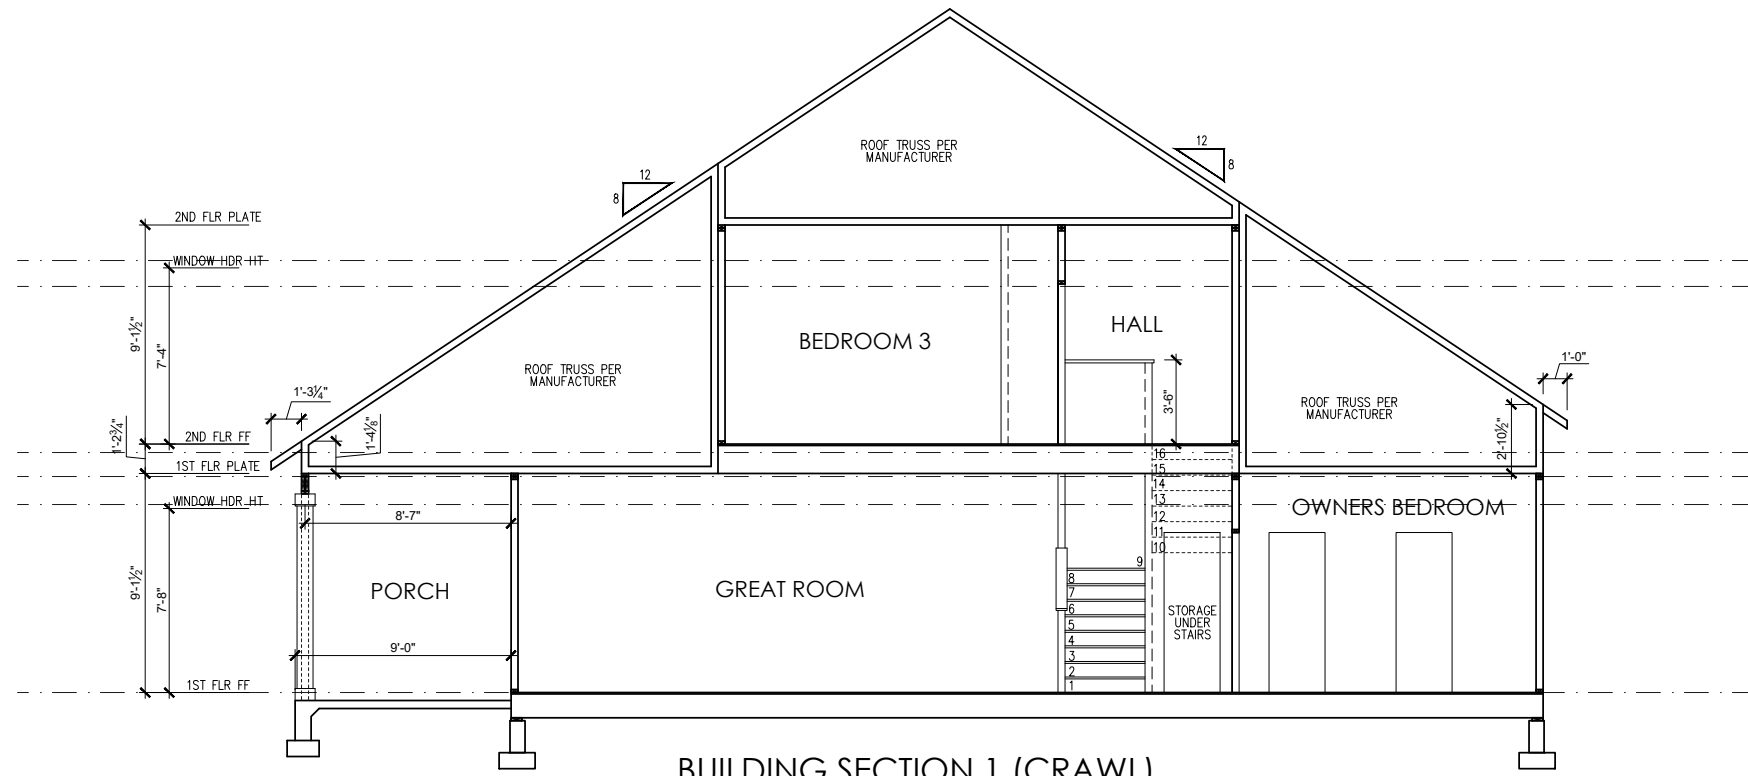 ROOF TRUSS PER
MANUFACTURER
12
8
12
8
2ND FLR PLATE
WINDOW HDR HT
9'-1½"
7'-4"
BEDROOM 3
HALL
ROOF TRUSS PER
MANUFACTURER
1'-0"
1'-3¼"
3'-6"
ROOF TRUSS PER
MANUFACTURER
1'-2¾"
1'-4⅛"
2'-10½"
2ND FLR FF
1ST FLR PLATE
WINDOW HDR HT
16
15
14
13
12
11
10
OWNERS BEDROOM
8'-7"
9'-1½"
7'-8"
PORCH
GREAT ROOM
9
8
7
6
5
4
3
2
1
STORAGE
UNDER
STAIRS
9'-0"
1ST FLR FF
BUILDING SECTION 1 (CRAWL)